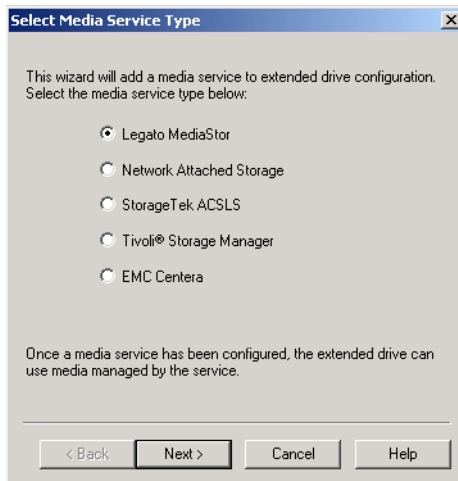 Select Media Service Type
This wizard will add a media service to extended drive configuration.
Select the media service type below:
Legato MediaStor
Network Attached Storage
StorageTek ACSLS
Tivoli® Storage Manager
EMC Centera
Once a media service has been configured, the extended drive can
use media managed by the service.
< Back Next > Cancel Help